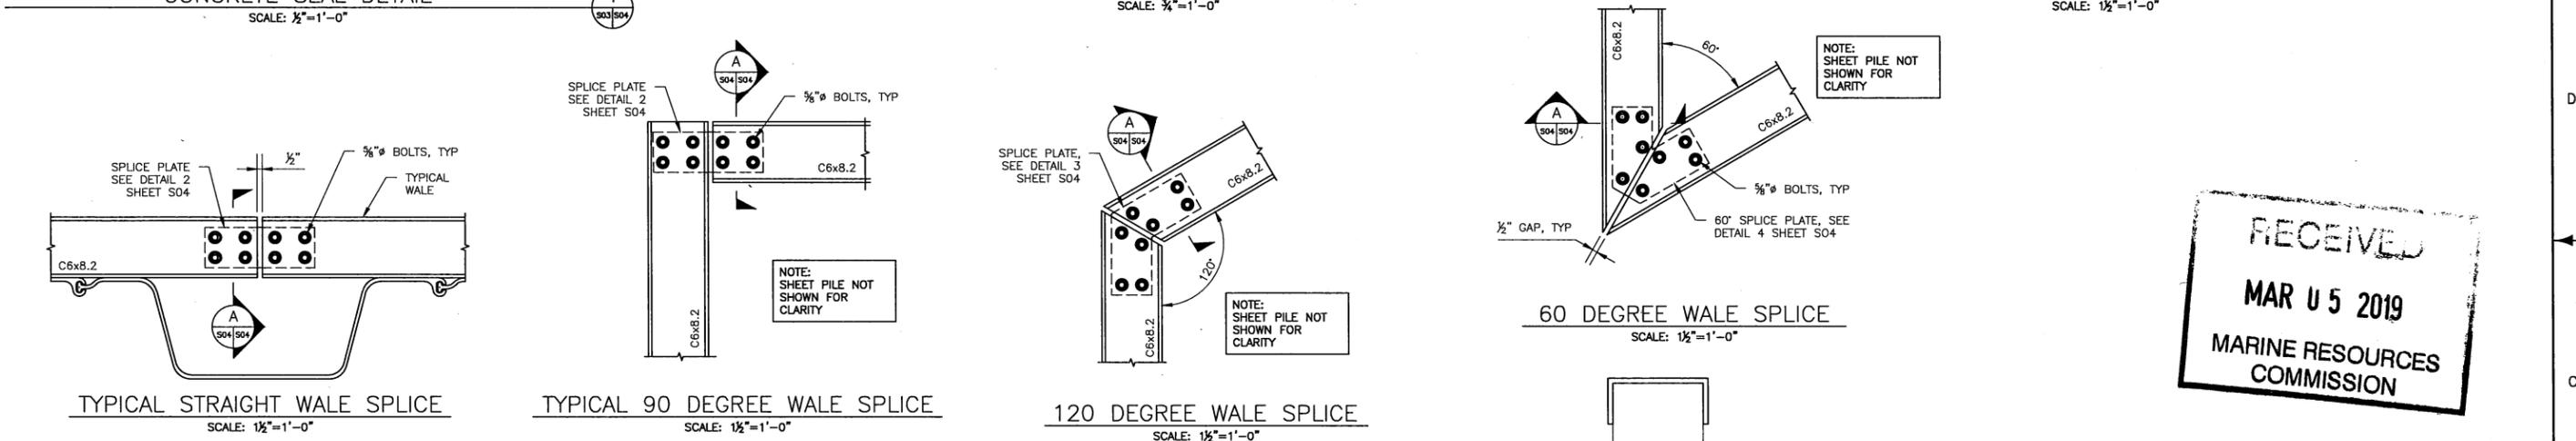 CONCRETE SEAL DETAIL
SCALE: ½"=1'-0"
S03 S04
SCALE: ¾"=1'-0"
SCALE: 1½"=1'-0"
SPLICE PLATE
SEE DETAIL 2
SHEET S04
½"
⅝"ø BOLTS, TYP
TYPICAL
WALE
C6x8.2
A
S04 S04
TYPICAL STRAIGHT WALE SPLICE
SCALE: 1½"=1'-0"
A
S04 S04
SPLICE PLATE
SEE DETAIL 2
SHEET S04
⅝"ø BOLTS, TYP
C6x8.2
C6x8.2
NOTE:
SHEET PILE NOT
SHOWN FOR
CLARITY
TYPICAL 90 DEGREE WALE SPLICE
SCALE: 1½"=1'-0"
A
S04 S04
SPLICE PLATE,
SEE DETAIL 3
SHEET S04
C6x8.2
120°
C6x8.2
NOTE:
SHEET PILE NOT
SHOWN FOR
CLARITY
120 DEGREE WALE SPLICE
SCALE: 1½"=1'-0"
C6x8.2
60°
NOTE:
SHEET PILE NOT
SHOWN FOR
CLARITY
A
S04 S04
C6x8.2
⅝"ø BOLTS, TYP
½" GAP, TYP
60° SPLICE PLATE, SEE
DETAIL 4 SHEET S04
60 DEGREE WALE SPLICE
SCALE: 1½"=1'-0"
RECEIVED
MAR 05 2019
MARINE RESOURCES
COMMISSION
D
C